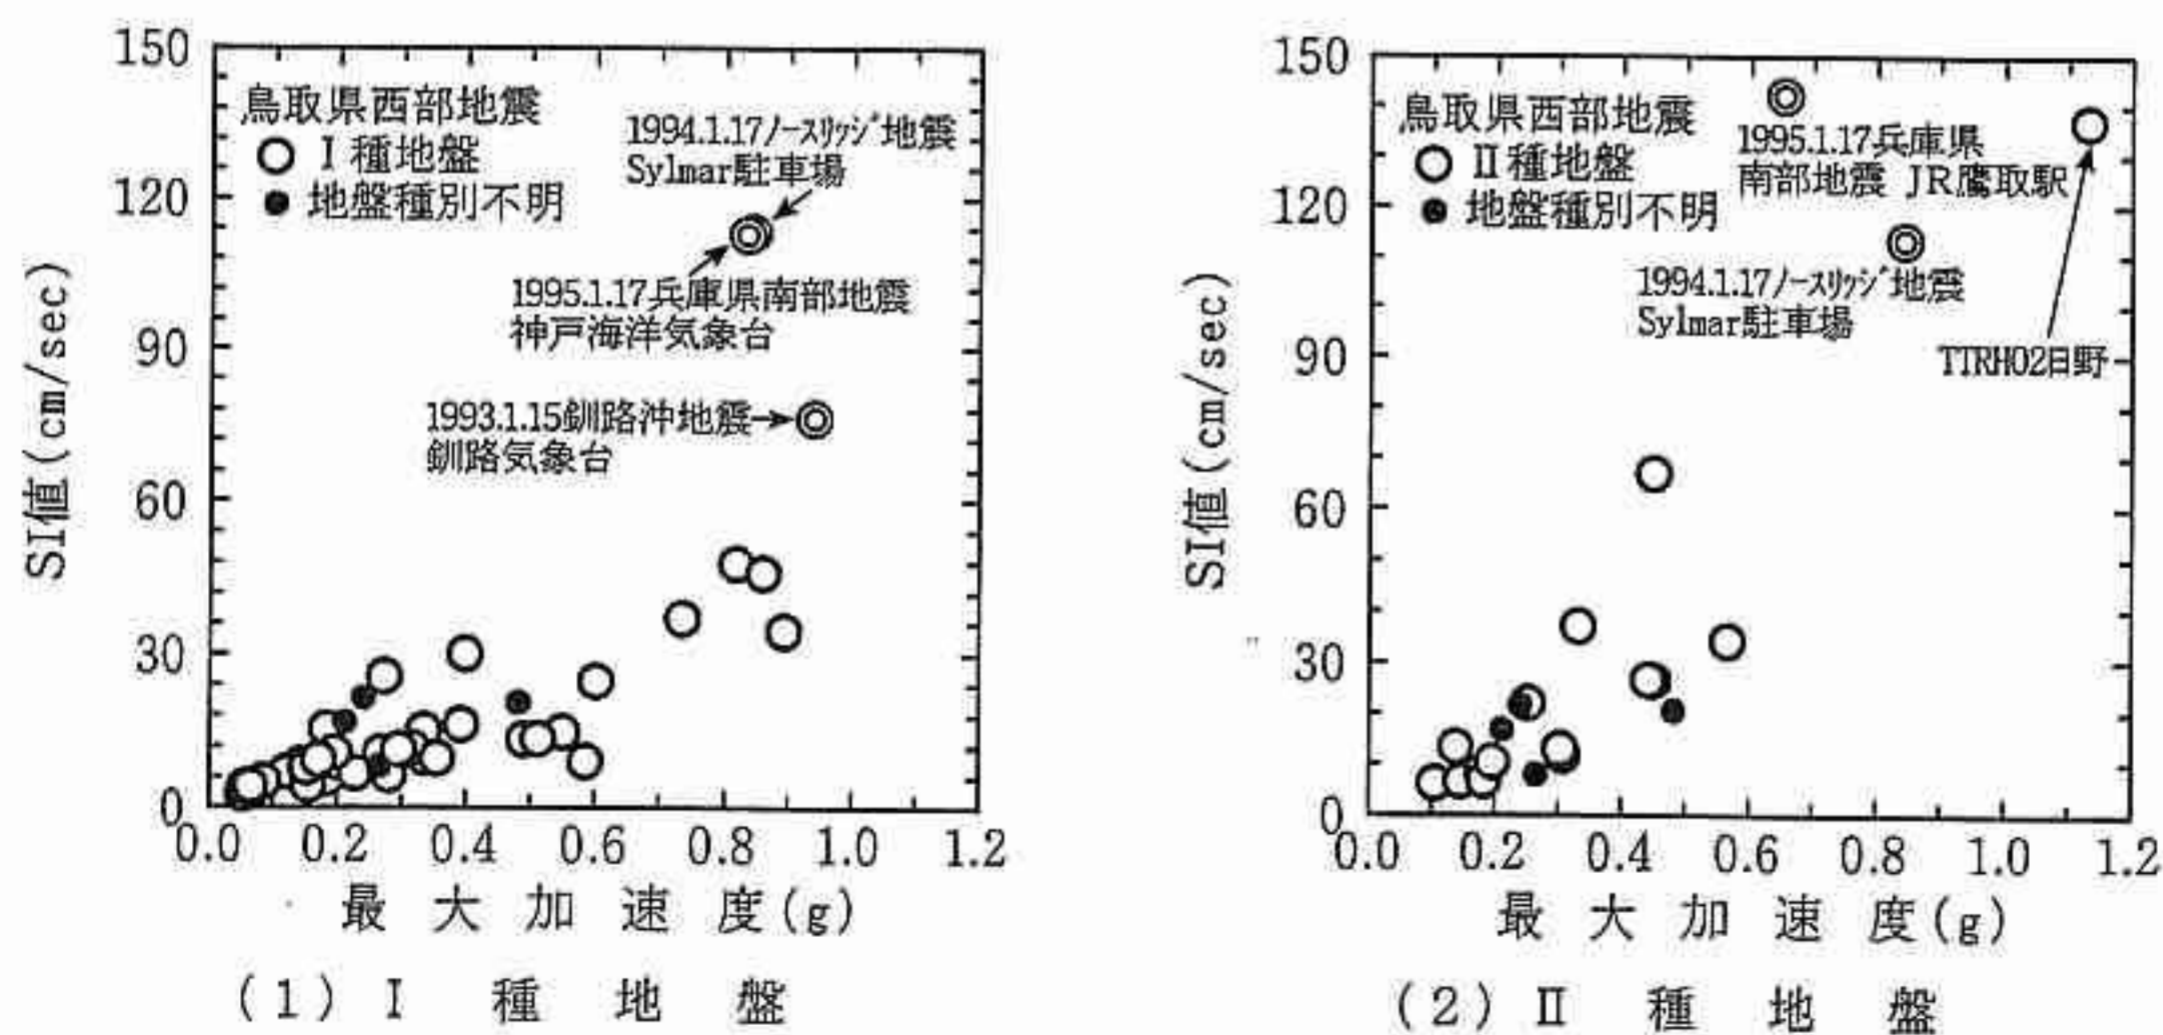 150
120
90
60
30
0
SI値(cm/sec)
鳥取県西部地震
Ⅰ種地盤
地盤種別不明
1994.1.17ノースリッジ地震
Sylmar駐車場
1995.1.17兵庫県南部地震
神戸海洋気象台
1993.1.15釧路沖地震
釧路気象台
0.0 0.2 0.4 0.6 0.8 1.0 1.2
最大加速度(g)
(1)Ⅰ種地盤
150
120
90
60
30
0
SI値(cm/sec)
鳥取県西部地震
Ⅱ種地盤
地盤種別不明
1995.1.17兵庫県
南部地震 JR鷹取駅
1994.1.17ノースリッジ地震
Sylmar駐車場
TTRH02日野
0.0 0.2 0.4 0.6 0.8 1.0 1.2
最大加速度(g)
(2)Ⅱ種地盤